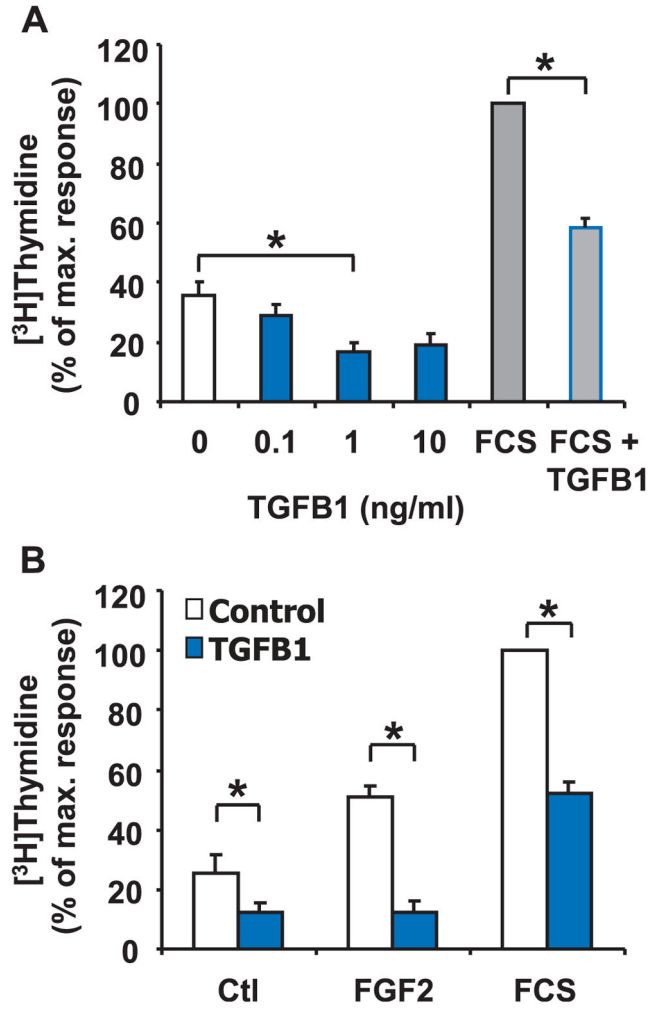 A
[³H]Thymidine
(% of max. response)
120
100
80
60
40
20
0
*
*
0 0.1 1 10 FCS FCS +
TGFB1
TGFB1 (ng/ml)
B
[³H]Thymidine
(% of max. response)
120
100
80
60
40
20
0
Control
TGFB1
*
*
*
Ctl FGF2 FCS